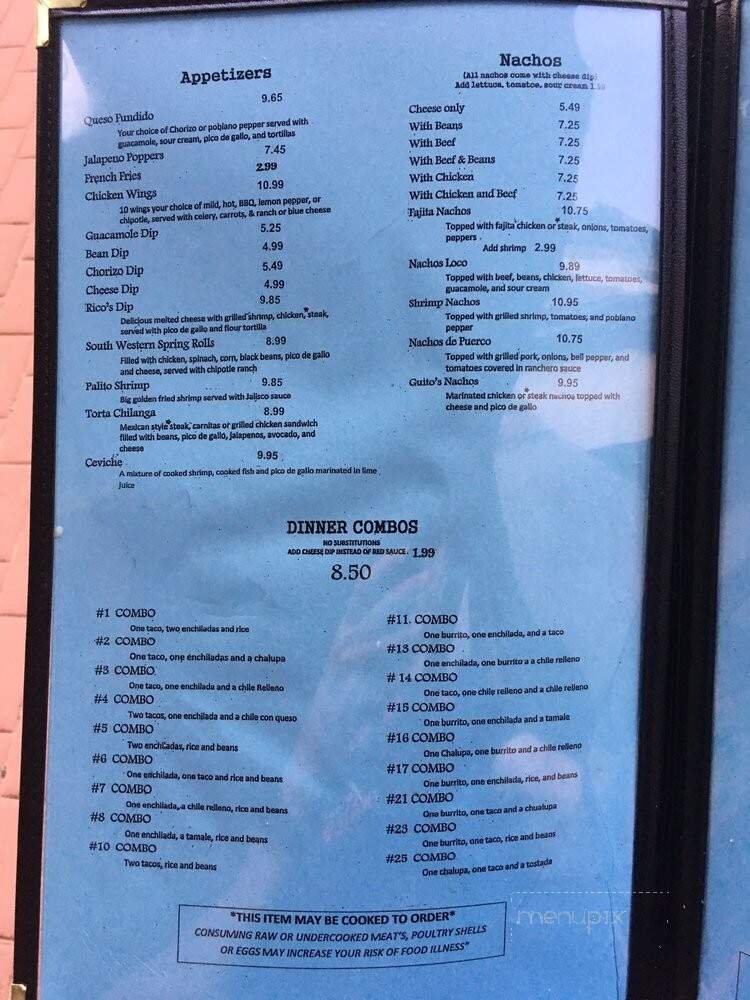 Appetizers
Queso Fundido 9.65
Your choice of Chorizo or poblano pepper served with
guacamole, sour cream, pico de gallo, and tortillas
Jalapeno Poppers 7.45
French Fries 2.99
Chicken Wings 10.99
10 wings your choice of mild, hot, BBQ, lemon pepper, or
chipotle, served with celery, carrots, & ranch or blue cheese
Guacamole Dip 5.25
Bean Dip 4.99
Chorizo Dip 5.49
Cheese Dip 4.99
Rico's Dip 9.85
Delicious melted cheese with grilled shrimp, chicken, *steak,
served with pico de gallo and flour tortilla
South Western Spring Rolls 8.99
Filled with chicken, spinach, corn, black beans, pico de gallo
and cheese, served with chipotle ranch
Palito Shrimp 9.85
Big golden fried shrimp served with Jalisco sauce
Torta Chilanga 8.99
Mexican style *steak, carnitas or grilled chicken sandwich
filled with beans, pico de gallo, jalapenos, avocado, and
cheese
Ceviche 9.95
A mixture of cooked shrimp, cooked fish and pico de gallo marinated in lime
juice
Nachos
(All nachos come with cheese dip)
Add lettuce, tomatoe, sour cream 1.99
Cheese only 5.49
With Beans 7.25
With Beef 7.25
With Beef & Beans 7.25
With Chicken 7.25
With Chicken and Beef 7.25
Fajita Nachos 10.75
Topped with fajita chicken or *steak, onions, tomatoes,
peppers .
Add shrimp 2.99
Nachos Loco 9.89
Topped with beef, beans, chicken, lettuce, tomatoes,
guacamole, and sour cream
Shrimp Nachos 10.95
Topped with grilled shrimp, tomatoes, and poblano
pepper
Nachos de Puerco 10.75
Topped with grilled pork, onions, bell pepper, and
tomatoes covered in ranchero sauce
Guito's Nachos 9.95
Marinated chicken or *steak nachos topped with
cheese and pico de gallo
DINNER COMBOS
NO SUBSTITUTIONS
ADD CHEESE DIP INSTEAD OF RED SAUCE . 1.99
8.50
#1 COMBO
One taco, two enchiladas and rice
#2 COMBO
One taco, one enchiladas and a chalupa
#3 COMBO
One taco, one enchilada and a chile Relleno
#4 COMBO
Two tacos, one enchilada and a chile con queso
#5 COMBO
Two enchiladas, rice and beans
#6 COMBO
One enchilada, one taco and rice and beans
#7 COMBO
One enchilada, a chile relleno, rice and beans
#8 COMBO
One enchilada, a tamale, rice and beans
#10 COMBO
Two tacos, rice and beans
#11. COMBO
One burrito, one enchilada, and a taco
#13 COMBO
One enchilada, one burrito a a chile relleno
# 14 COMBO
One taco, one chile relleno and a chile relleno
#15 COMBO
One burrito, one enchilada and a tamale
#16 COMBO
One Chalupa, one burrito and a chile relleno
#17 COMBO
One burrito, one enchilada, rice, and beans
#21 COMBO
One burrito, one taco and a chualupa
#23 COMBO
One burrito, one taco, rice and beans
#25 COMBO
One chalupa, one taco and a tostada
*THIS ITEM MAY BE COOKED TO ORDER*
CONSUMING RAW OR UNDERCOOKED MEAT'S, POULTRY SHELLS
OR EGGS MAY INCREASE YOUR RISK OF FOOD ILLNESS"
menupix